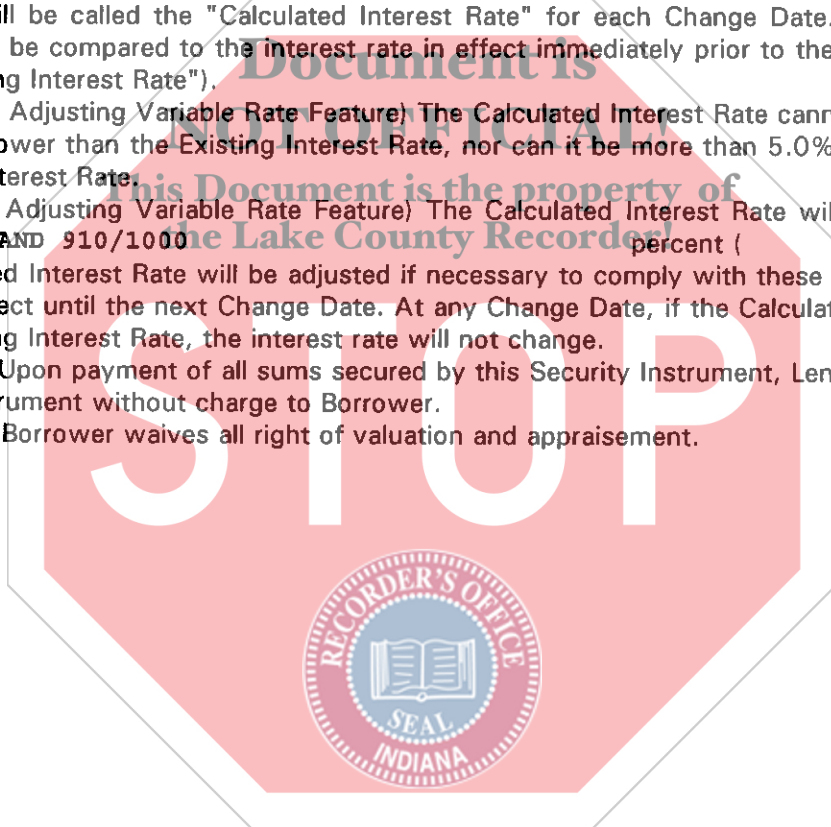 ill be called the "Calculated Interest Rate" for each Change Date.
be compared to the interest rate in effect immediately prior to the
ng Interest Rate").
Adjusting Variable Rate Feature) The Calculated Interest Rate cann
ower than the Existing Interest Rate, nor can it be more than 5.0%
terest Rate.
Adjusting Variable Rate Feature) The Calculated Interest Rate wil
AND 910/1000 percent (
ed Interest Rate will be adjusted if necessary to comply with these
ect until the next Change Date. At any Change Date, if the Calculat
g Interest Rate, the interest rate will not change.
Upon payment of all sums secured by this Security Instrument, Len
rument without charge to Borrower.
Borrower waives all right of valuation and appraisement.
Document is
NOT OFFICIAL!
This Document is the property of
the Lake County Recorder!
STOP
RECORDER'S OFFICE
SEAL
INDIANA